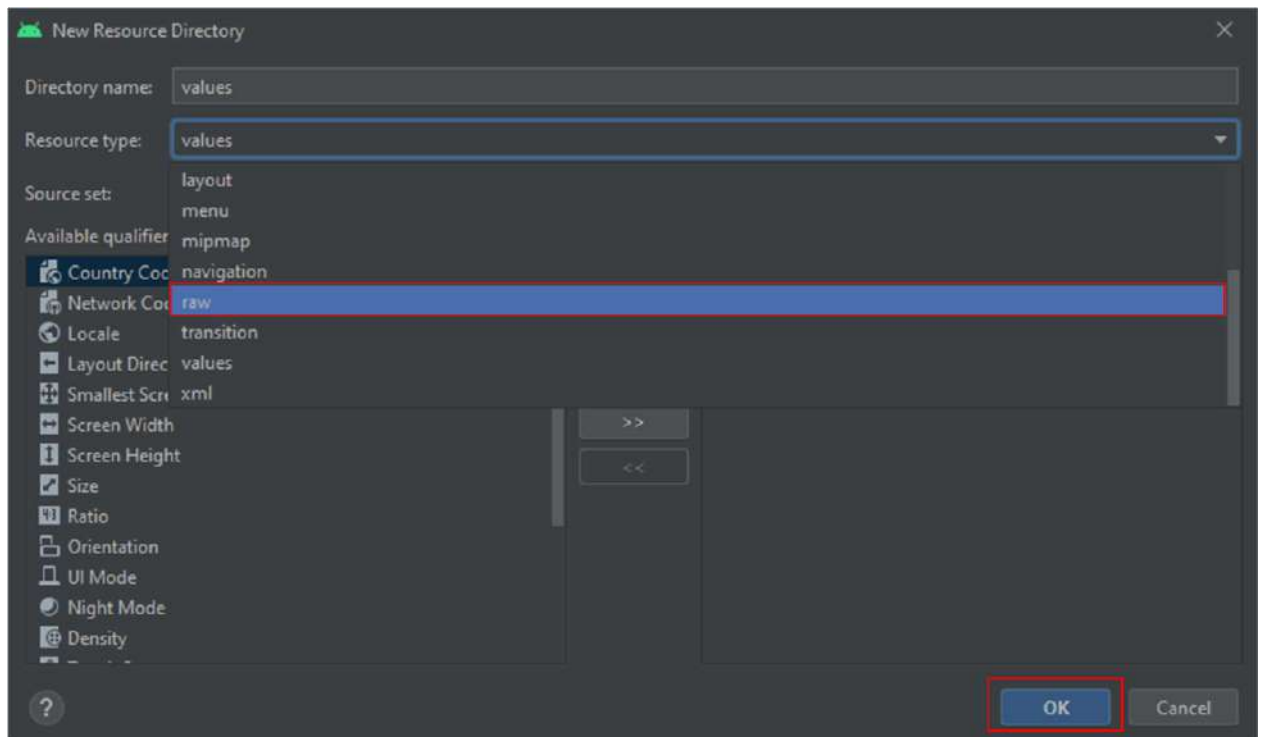 New Resource Directory
Directory name: values
Resource type: values
layout
Source set:
menu
Available qualifier
mipmap
Country Coc
navigation
Network Cou
raw
Locale
transition
Layout Direc
values
Smallest Scre
xml
Screen Width
>>
Screen Height
<<
Size
Ratio
Orientation
UI Mode
Night Mode
Density
? OK Cancel